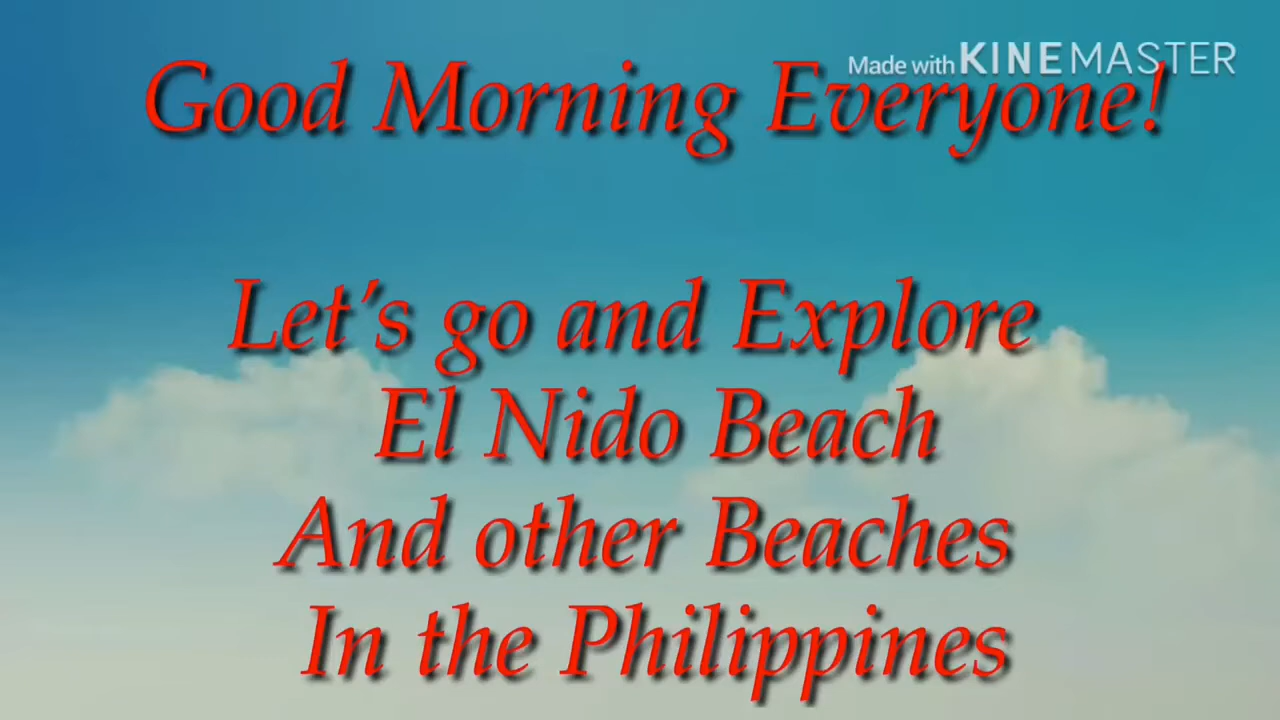 Made with KINEMASTER
Good Morning Everyone!
Let's go and Explore
El Nido Beach
And other Beaches
In the Philippines